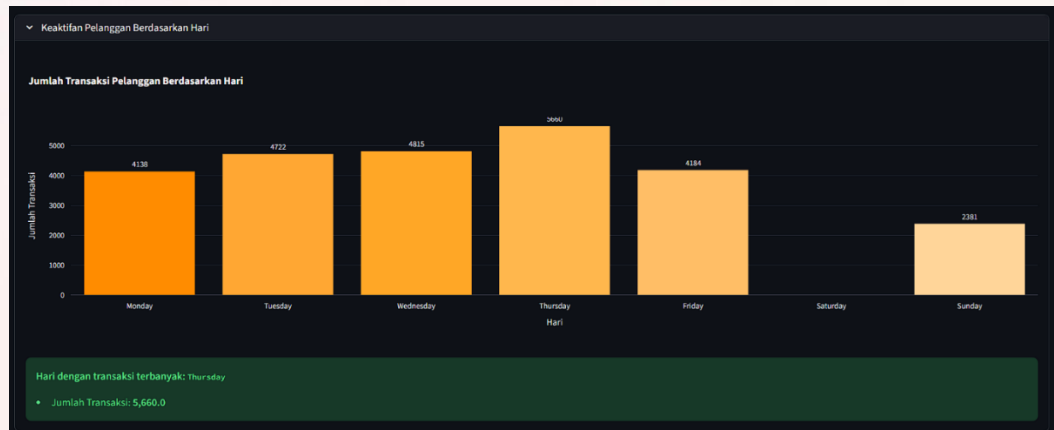 Keaktifan Pelanggan Berdasarkan Hari
Jumlah Transaksi Pelanggan Berdasarkan Hari
5660
5000
4815
4722
4184
4138
4000
Jumlah Transaksi
3000
2381
2000
1000
0
Monday Tuesday Wednesday Thursday Friday Saturday Sunday
Hari
Hari dengan transaksi terbanyak: Thursday
• Jumlah Transaksi: 5,660.0